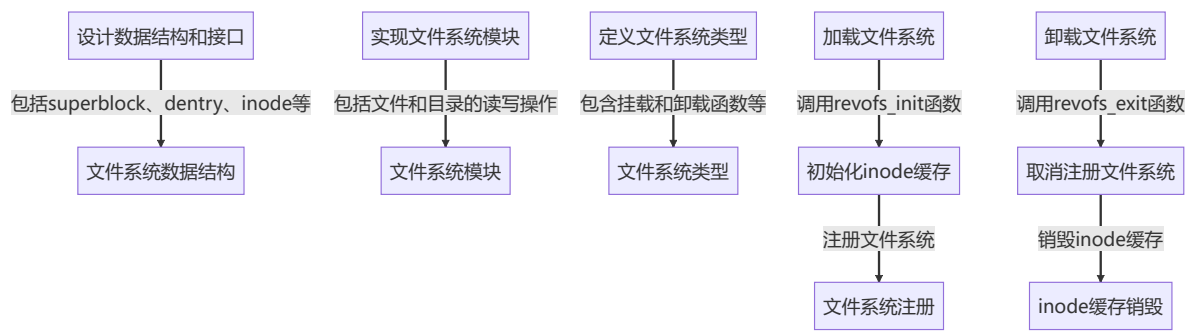 设计数据结构和接口
实现文件系统模块
定义文件系统类型
加载文件系统
卸载文件系统
包括superblock、dentry、inode等
包括文件和目录的读写操作
包含挂载和卸载函数等
调用revofs_init函数
调用revofs_exit函数
文件系统数据结构
文件系统模块
文件系统类型
初始化inode缓存
取消注册文件系统
注册文件系统
销毁inode缓存
文件系统注册
inode缓存销毁